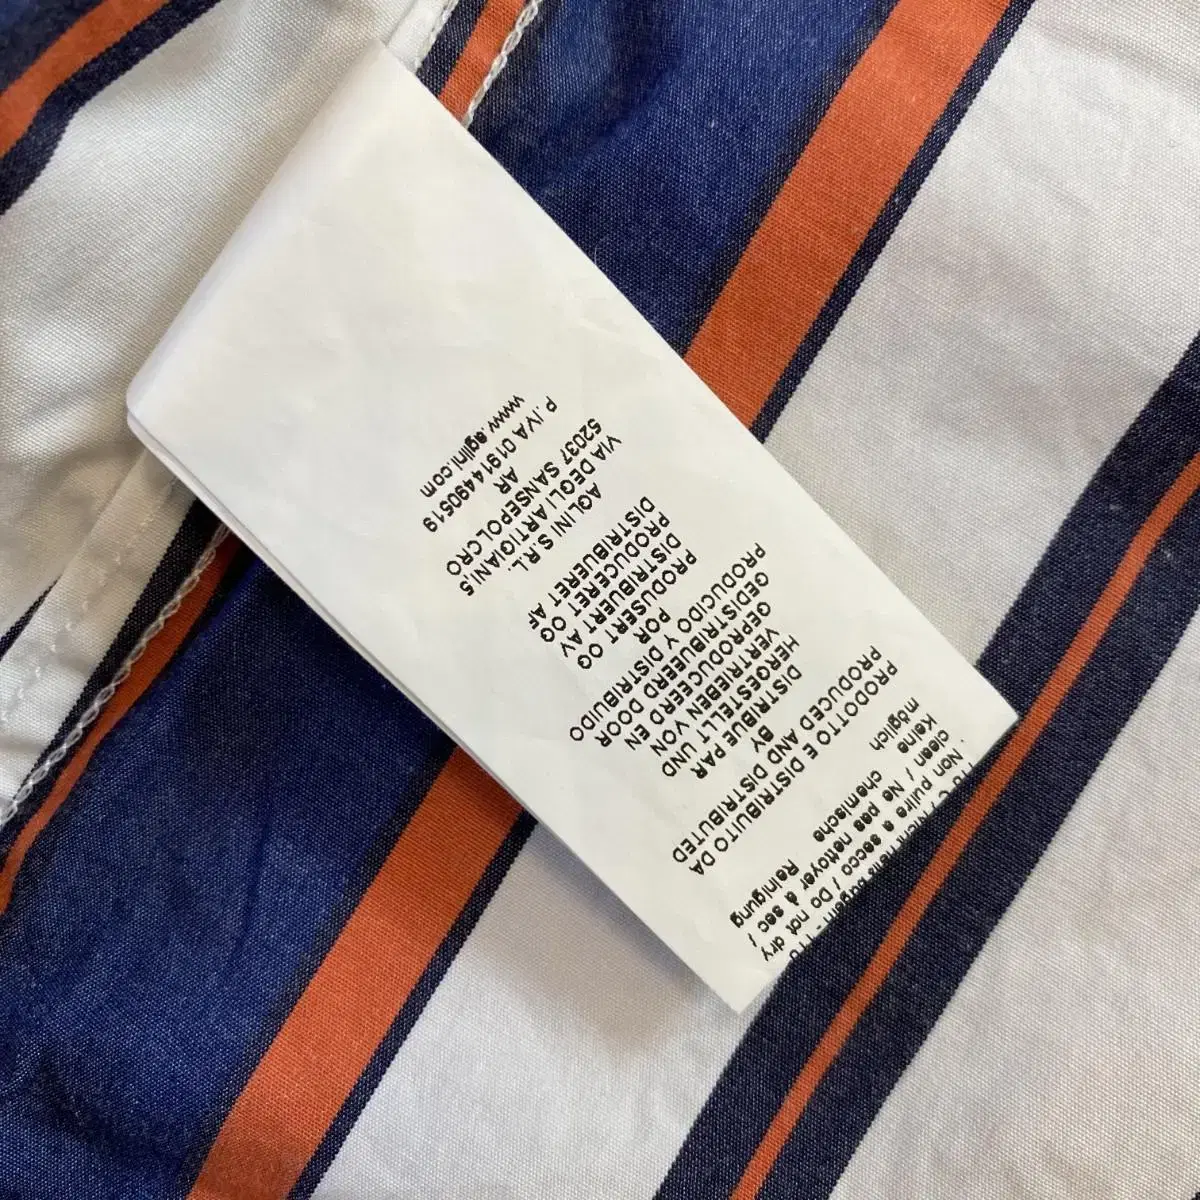 . Non pulire a secco / Do not dry
clean / Ne pas nettoyer á sec /
Keine chemische Reinigung
möglich
PRODOTTO E DISTRIBUITO DA
PRODUCED AND DISTRIBUTED
BY
DISTRIBUE PAR
HERGESTELLT UND
VERTRIEBEN VON
GEPRODUCEERD EN
GEDISTRIBUEERD DOOR
PRODUCIDO Y DISTRIBUIDO
POR
PRODUSERT OG
DISTRIBUERT AV
PRODUCERET OG
DISTRIBUERET AF
AGLINI S.R.L.
VIA DEGLI ARTIGIANI,5
52037 SANSEPOLCRO
AR
P.IVA 01914490519
www.aglini.com